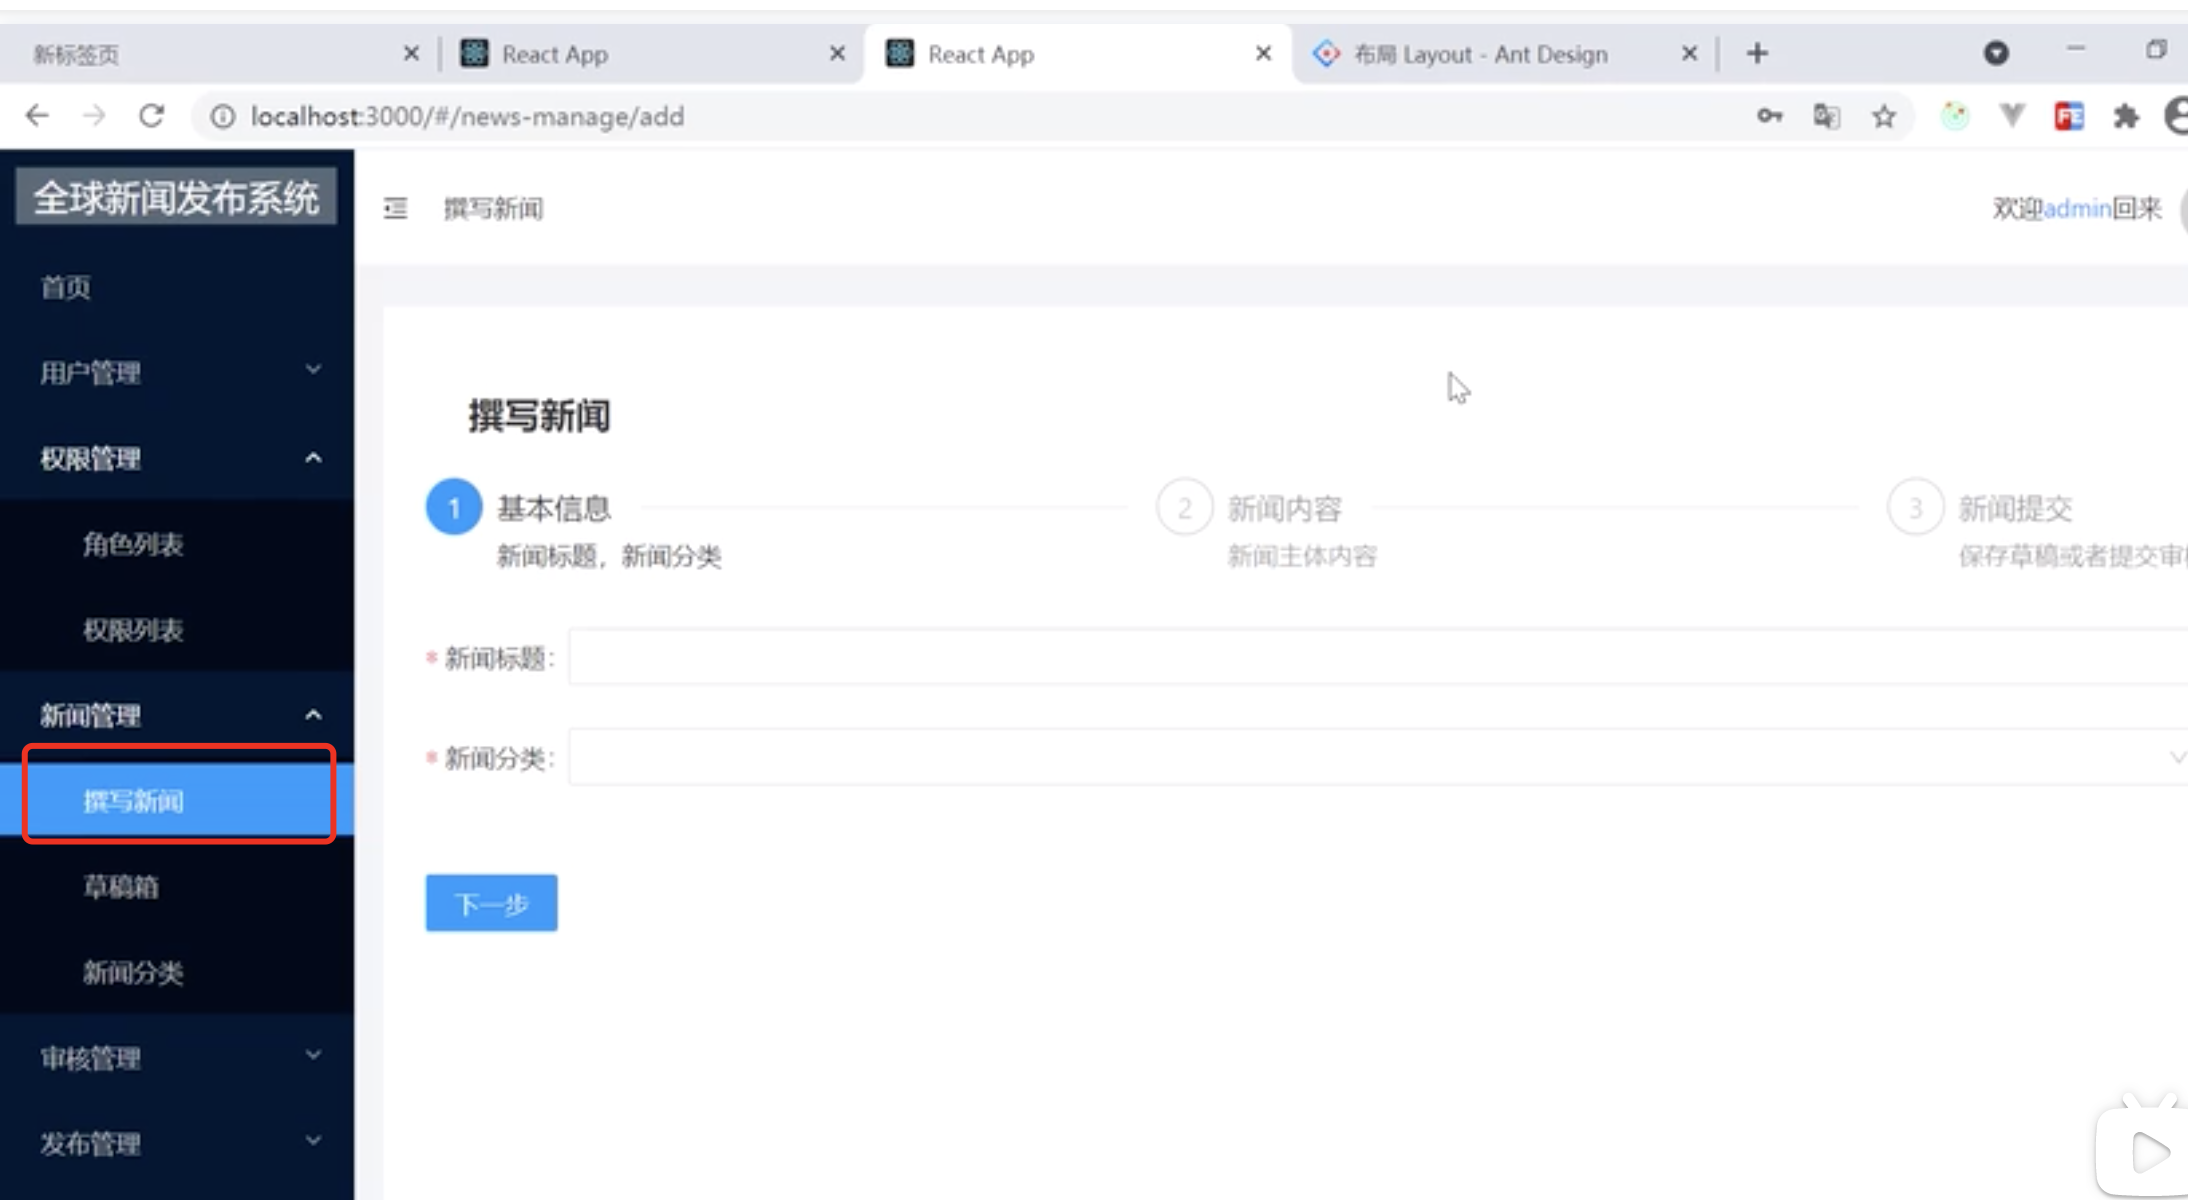 新标签页
React App
React App
布局 Layout - Ant Design
localhost:3000/#/news-manage/add
全球新闻发布系统
撰写新闻
欢迎admin回来
首页
用户管理
权限管理
角色列表
权限列表
新闻管理
撰写新闻
草稿箱
新闻分类
审核管理
发布管理
撰写新闻
1 基本信息
新闻标题，新闻分类
2 新闻内容
新闻主体内容
3 新闻提交
保存草稿或者提交审
* 新闻标题：
* 新闻分类：
下一步